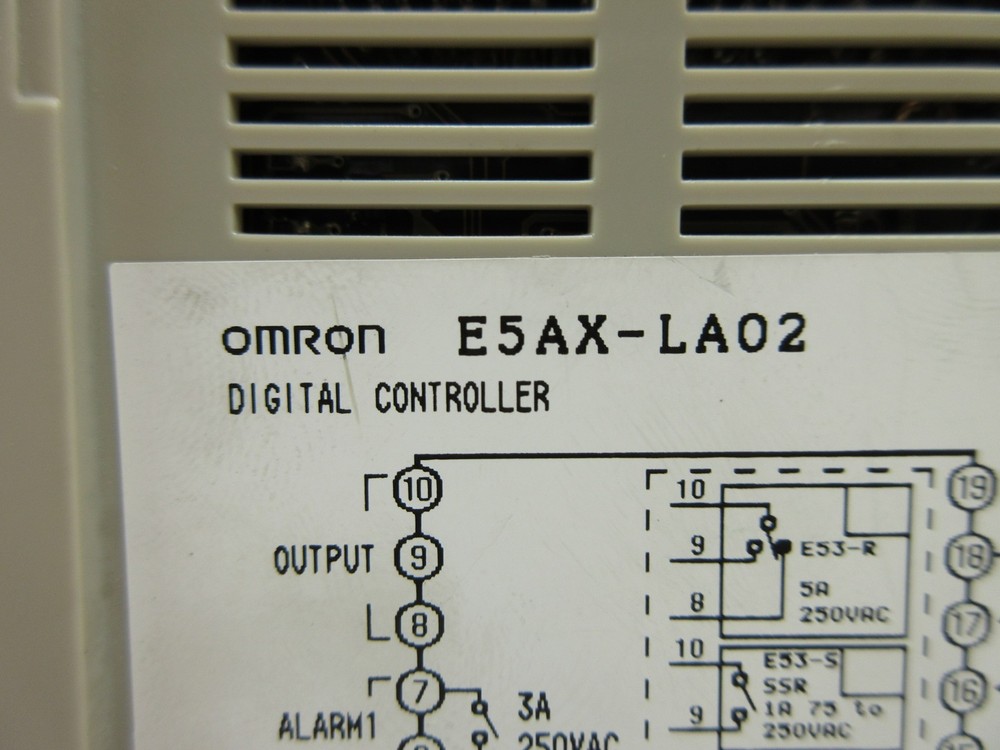 OMRON E5AX-LA02
DIGITAL CONTROLLER
10 10 19
OUTPUT 9 9 E53-R 18
5A
8 8 250VAC 17
10 E53-S
7 SSR 16
3A 1A 75 to
ALARM1 9 250VAC
250VAC